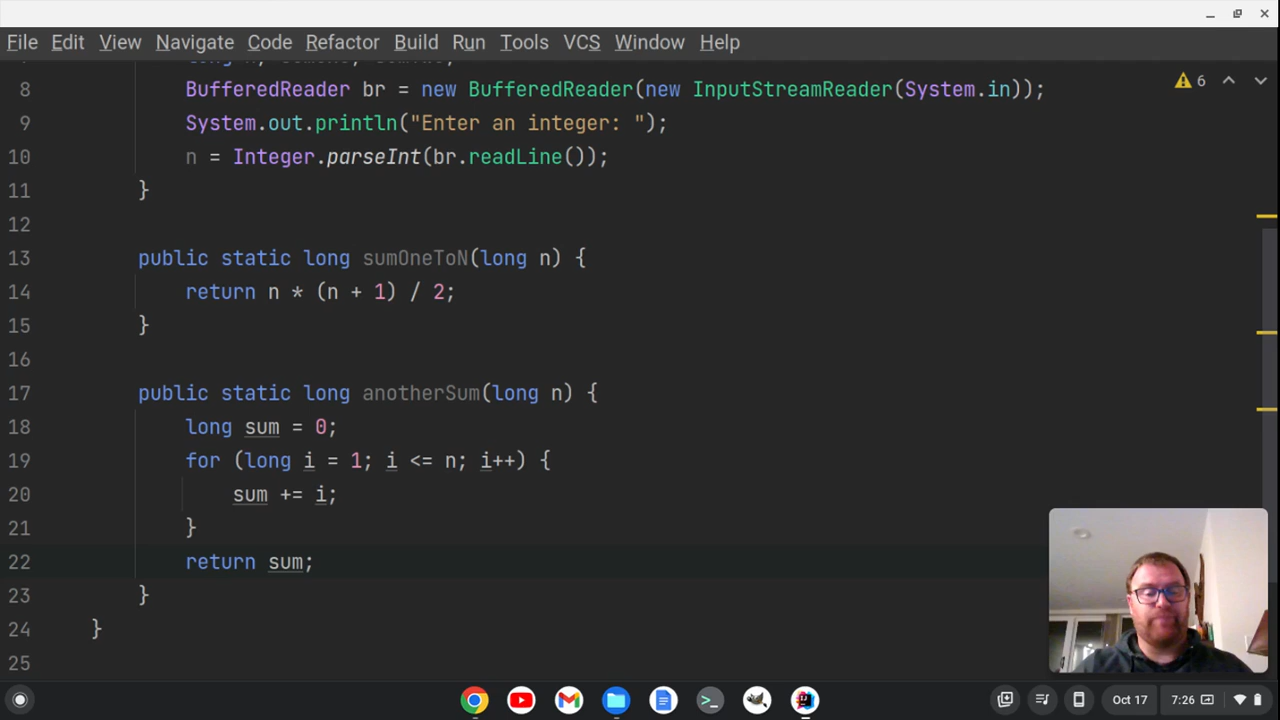 File Edit View Navigate Code Refactor Build Run Tools VCS Window Help
8 BufferedReader br = new BufferedReader(new InputStreamReader(System.in));
6
9 System.out.println("Enter an integer: ");
10 n = Integer.parseInt(br.readLine());
11 }
12
13 public static long sumOneToN(long n) {
14 return n * (n + 1) / 2;
15 }
16
17 public static long anotherSum(long n) {
18 long sum = 0;
19 for (long i = 1; i <= n; i++) {
20 sum += i;
21 }
22 return sum;
23 }
24 }
25
Oct 17 7:26